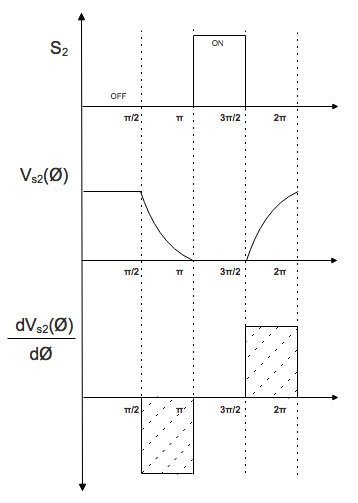 S2
ON
OFF
π/2 π 3π/2 2π
Vs2(Ø)
π/2 π 3π/2 2π
dVs2(Ø)
dØ
π/2 π 3π/2 2π